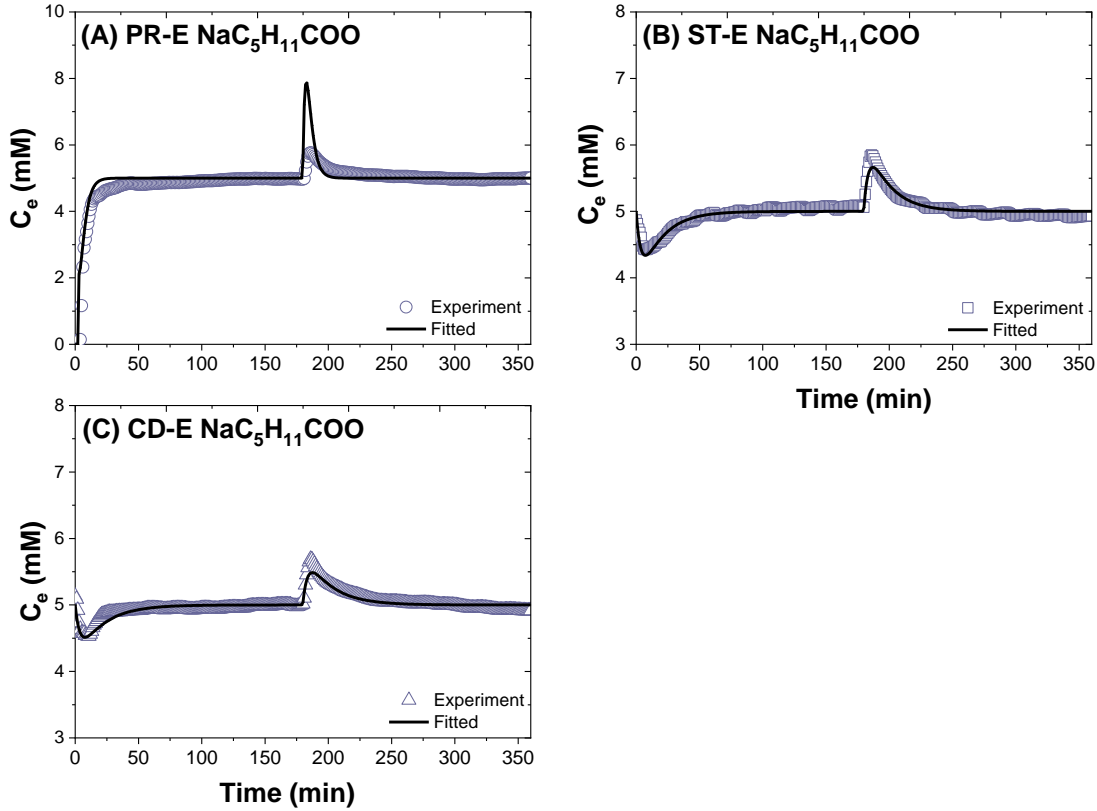 (A) PR-E NaC₅H₁₁COO
10
8
6
4
2
0
Cₑ (mM)
0 50 100 150 200 250 300 350
Experiment
Fitted
(B) ST-E NaC₅H₁₁COO
8
7
6
5
4
3
Cₑ (mM)
0 50 100 150 200 250 300 350
Time (min)
Experiment
Fitted
(C) CD-E NaC₅H₁₁COO
8
7
6
5
4
3
Cₑ (mM)
0 50 100 150 200 250 300 350
Time (min)
Experiment
Fitted